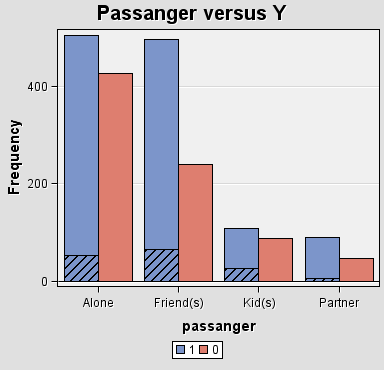 Passanger versus Y
Frequency
400
200
0
Alone Friend(s) Kid(s) Partner
passanger
1 0